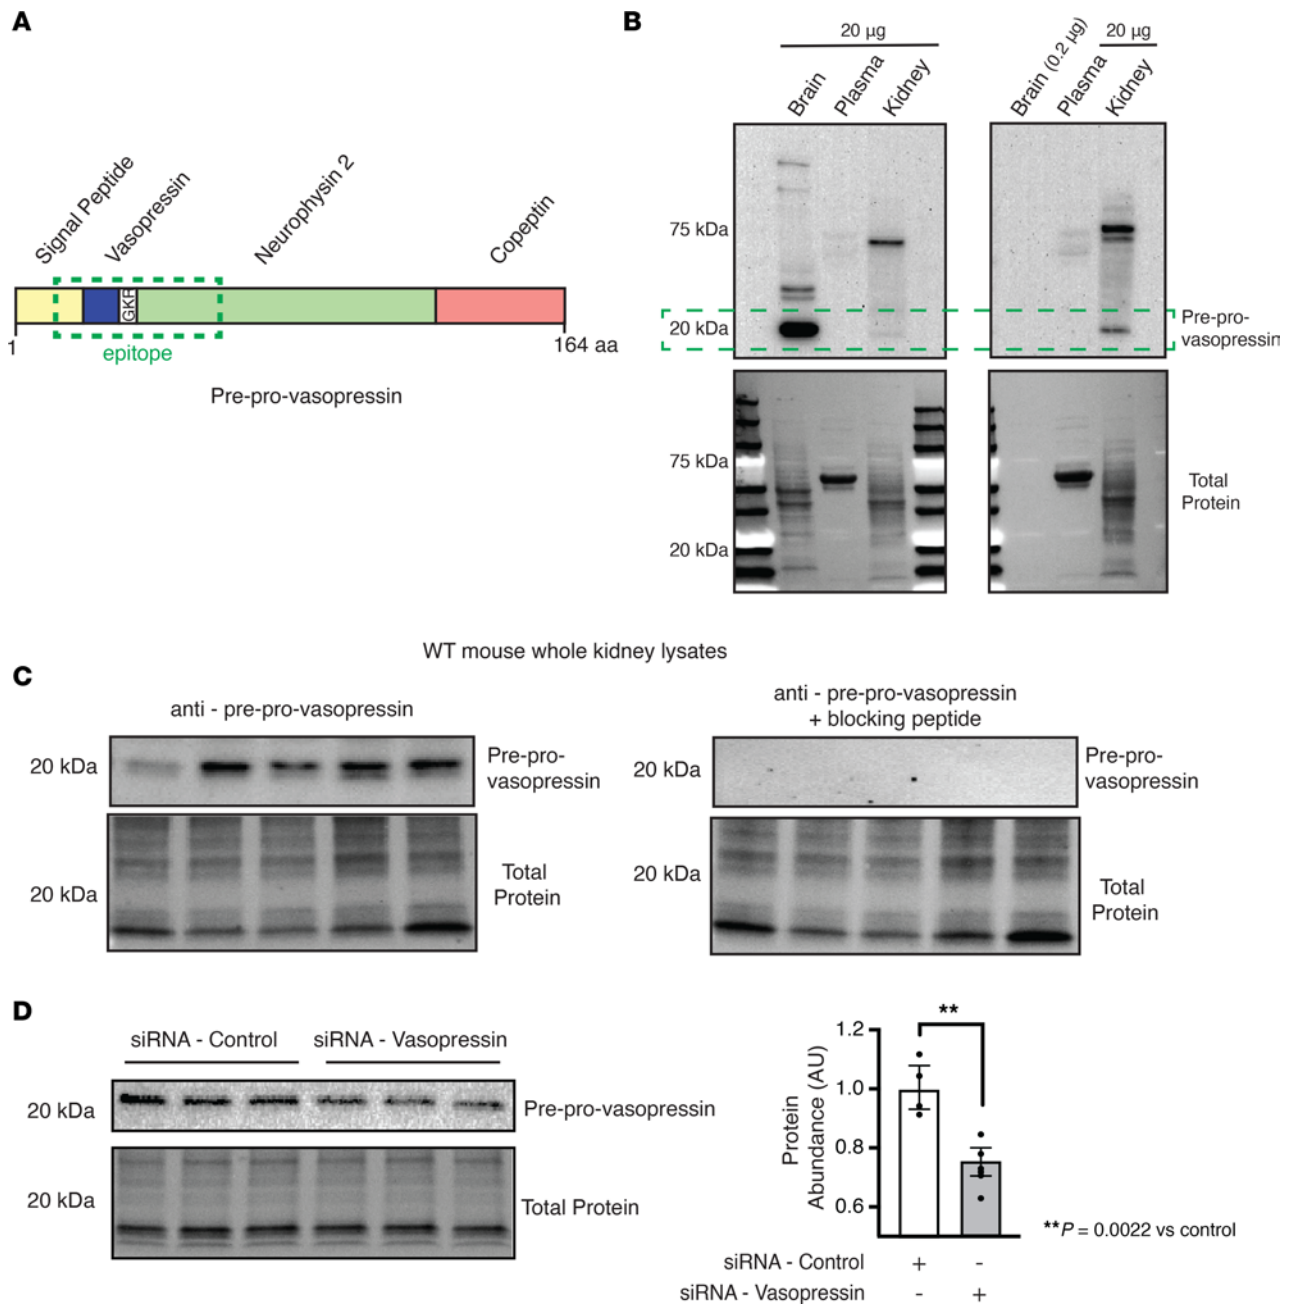 A
Signal Peptide
Vasopressin
Neurophysin 2
Copeptin
GKR
1
epitope
164 aa
Pre-pro-vasopressin
B
20 µg
20 µg
Brain
Plasma
Kidney
Brain (0.2 µg)
Plasma
Kidney
75 kDa
20 kDa
Pre-pro-
vasopressin
75 kDa
20 kDa
Total
Protein
WT mouse whole kidney lysates
C
anti - pre-pro-vasopressin
20 kDa
Pre-pro-
vasopressin
20 kDa
Total
Protein
anti - pre-pro-vasopressin
+ blocking peptide
20 kDa
Pre-pro-
vasopressin
20 kDa
Total
Protein
D
siRNA - Control
siRNA - Vasopressin
20 kDa
Pre-pro-vasopressin
20 kDa
Total Protein
Protein
Abundance (AU)
1.2
1.0
0.8
0.6
**
**P = 0.0022 vs control
siRNA - Control + -
siRNA - Vasopressin - +